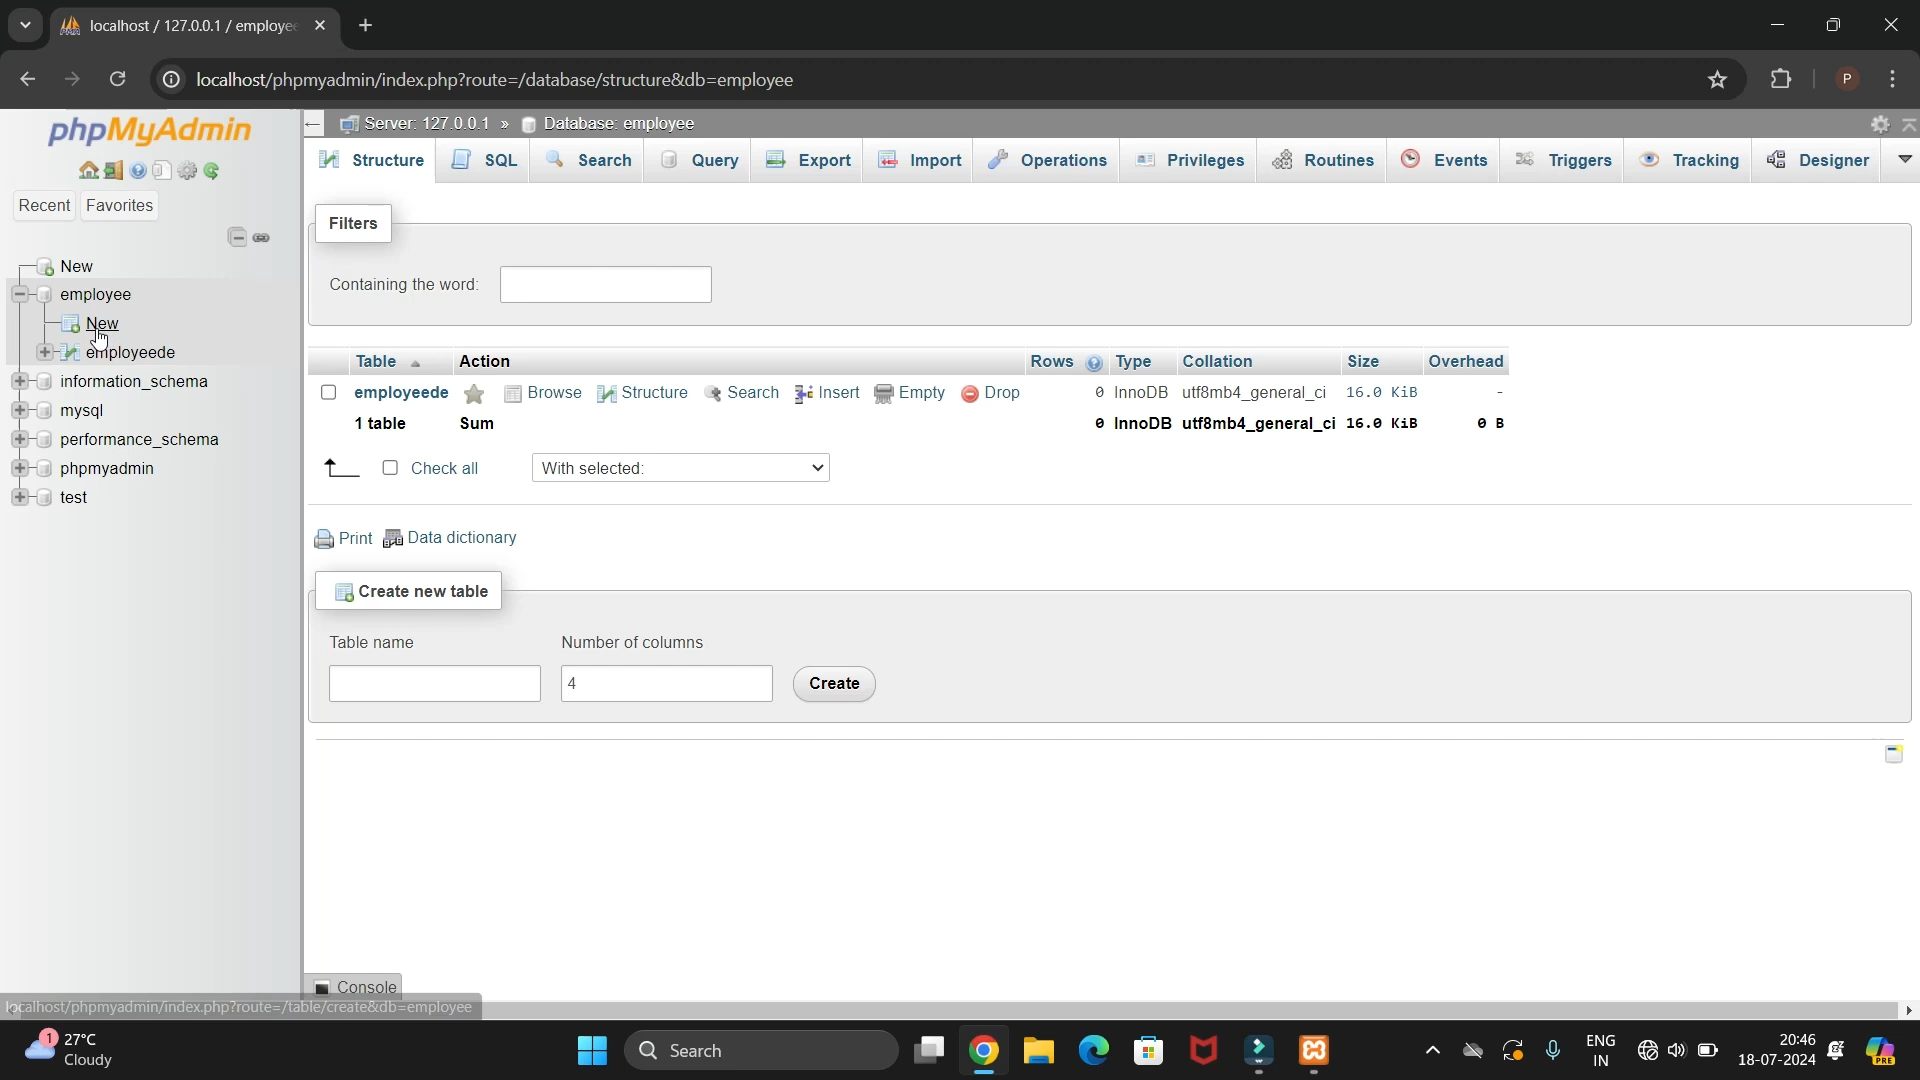 localhost / 127.0.0.1 / employe
localhost/phpmyadmin/index.php?route=/database/structure&db=employee
P
phpMyAdmin
Recent Favorites
New
employee
New
employeede
information_schema
mysql
performance_schema
phpmyadmin
test
Server: 127.0.0.1 » Database: employee
Structure SQL Search Query Export Import Operations Privileges Routines Events Triggers Tracking Designer
Filters
Containing the word:
Table Action Rows Type Collation Size Overhead
employeede Browse Structure Search Insert Empty Drop 0 InnoDB utf8mb4_general_ci 16.0 KiB -
1 table Sum 0 InnoDB utf8mb4_general_ci 16.0 KiB 0 B
Check all With selected:
Print Data dictionary
Create new table
Table name Number of columns
4 Create
Console
localhost/phpmyadmin/index.php?route=/table/create&db=employee
1 27°C
Cloudy
Search
ENG
IN
20:46
18-07-2024
PRE